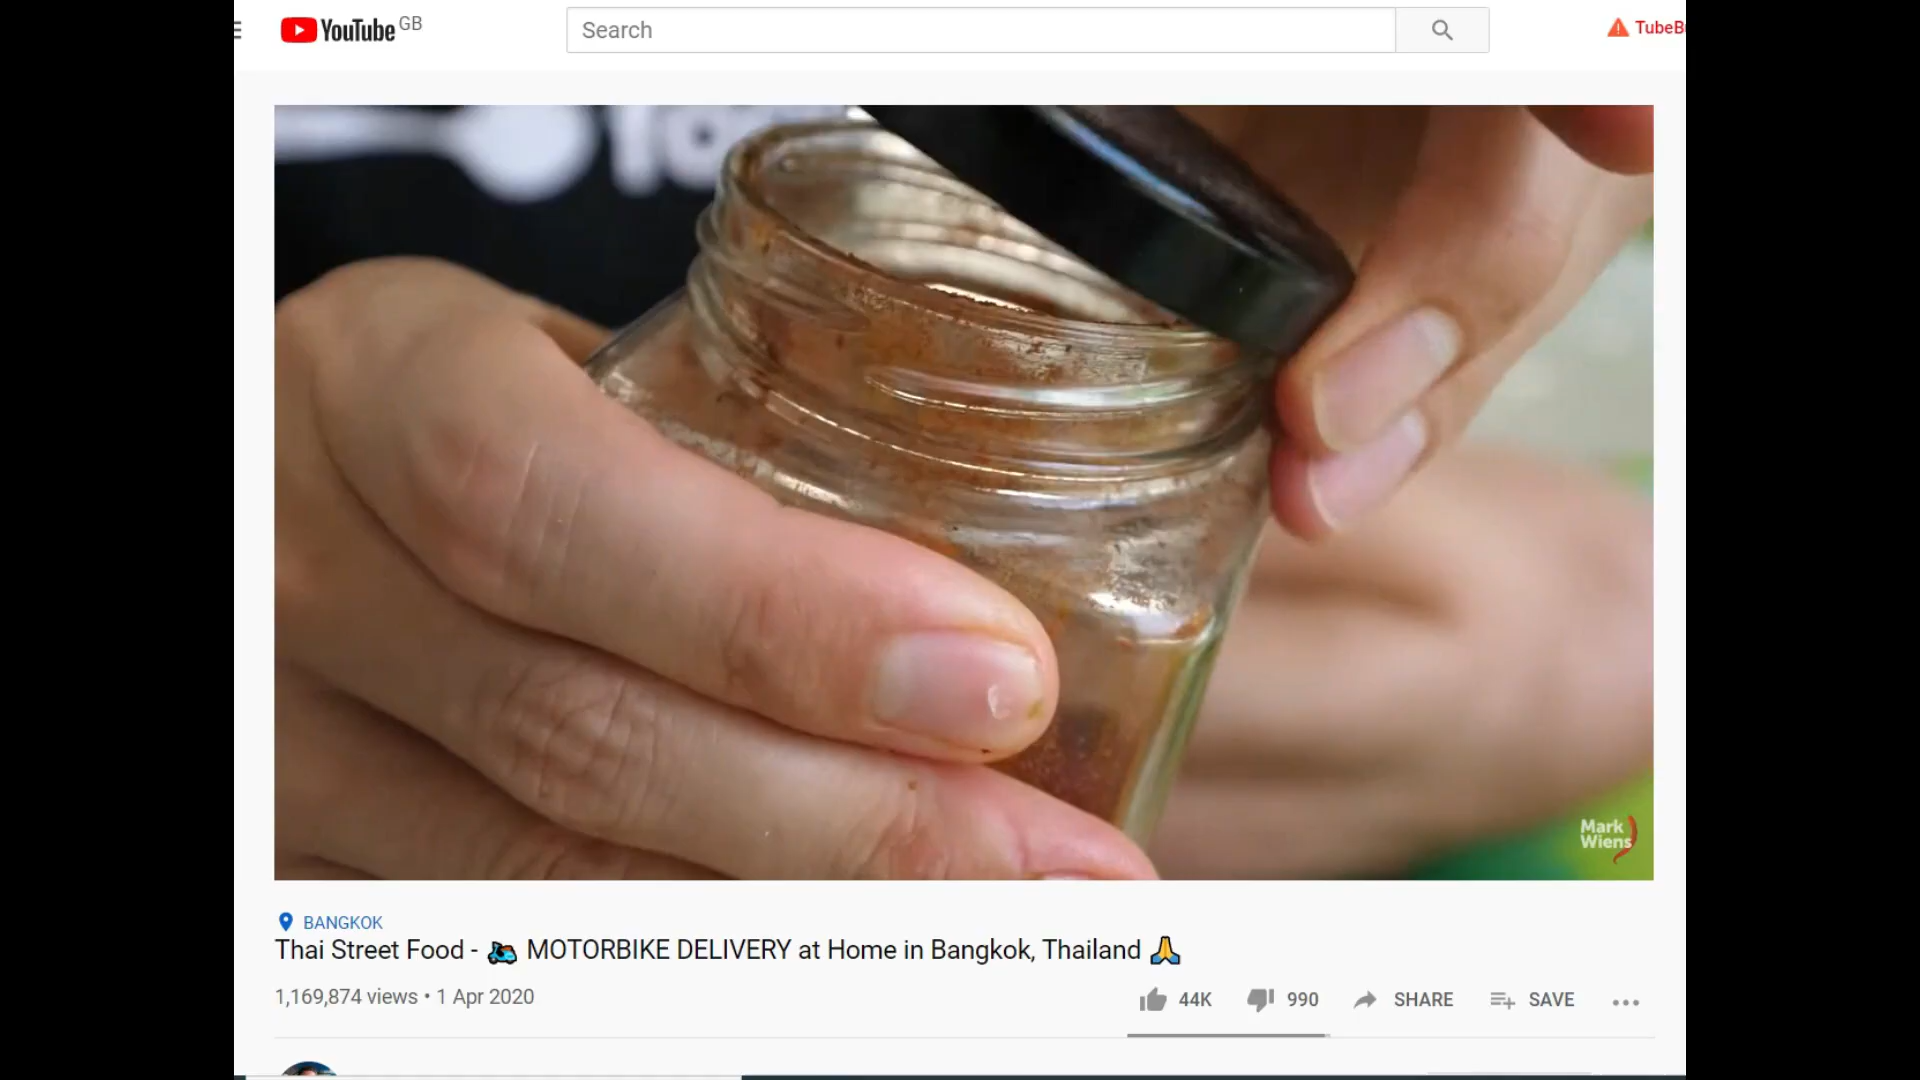 YouTube GB
Search
TubeB
Mark
Wiens
BANGKOK
Thai Street Food - 🛵 MOTORBIKE DELIVERY at Home in Bangkok, Thailand 🙏
1,169,874 views • 1 Apr 2020
44K 990 SHARE SAVE